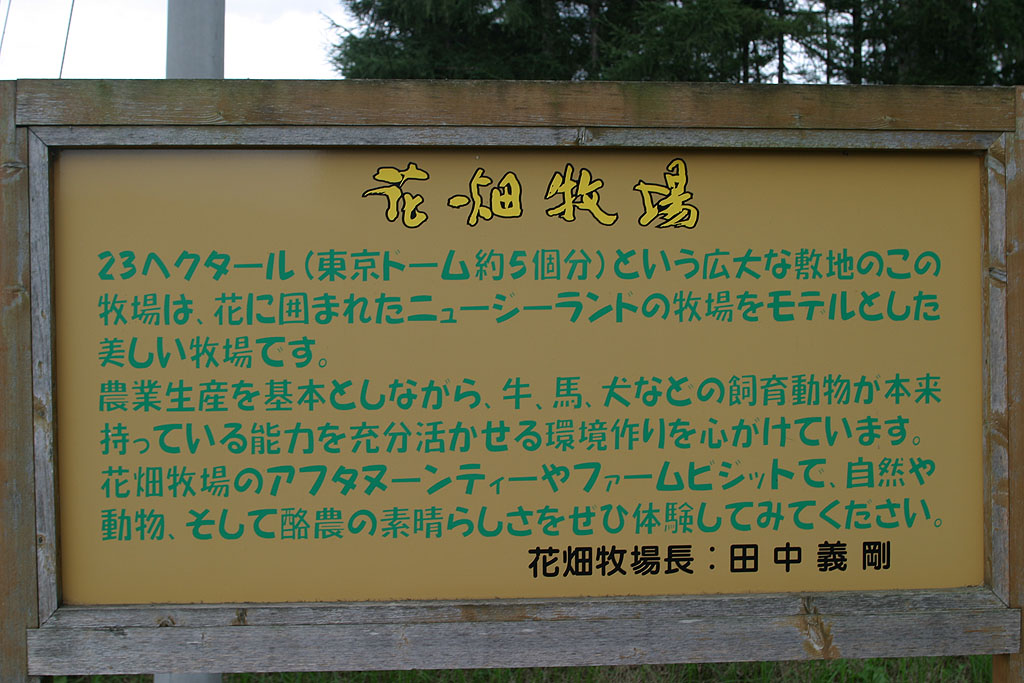 花畑牧場
23ヘクタール(東京ドーム約5個分)という広大な敷地のこの
牧場は、花に囲まれたニュージーランドの牧場をモデルとした
美しい牧場です。
農業生産を基本としながら、牛、馬、犬などの飼育動物が本来
持っている能力を充分活かせる環境作りを心がけています。
花畑牧場のアフタヌーンティーやファームビジットで、自然や
動物、そして酪農の素晴らしさをぜひ体験してみてください。
花畑牧場長：田中義剛